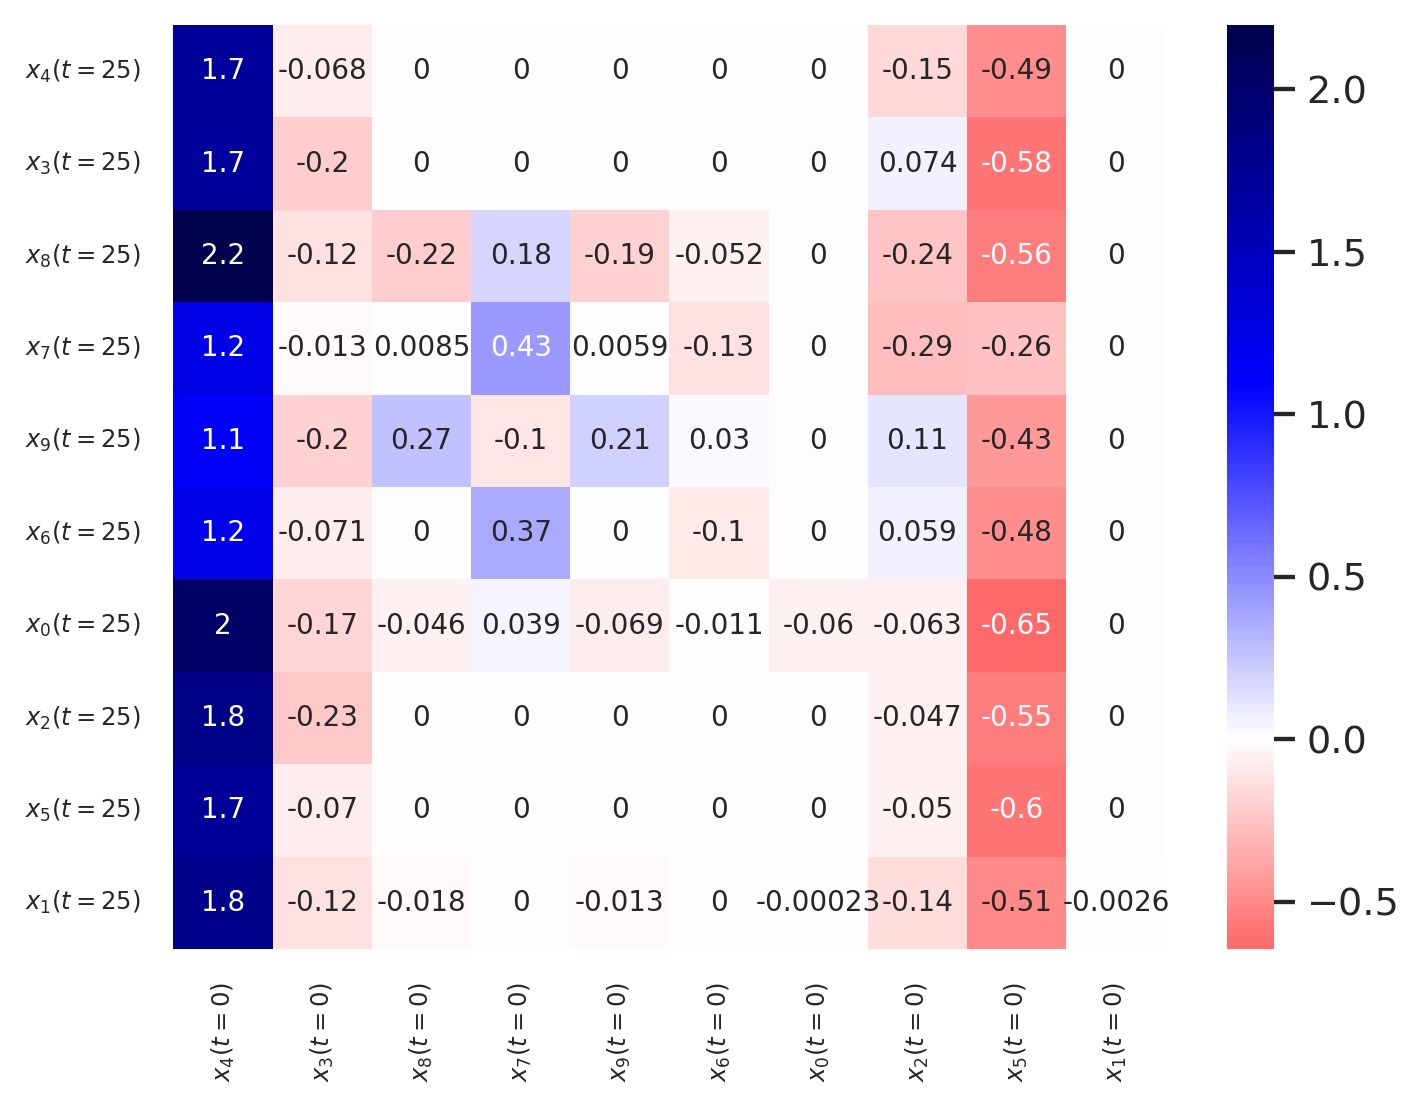 x₄(t = 25) 1.7 -0.068 0 0 0 0 0 -0.15 -0.49 0
x₃(t = 25) 1.7 -0.2 0 0 0 0 0 0.074 -0.58 0
x₈(t = 25) 2.2 -0.12 -0.22 0.18 -0.19 -0.052 0 -0.24 -0.56 0
x₇(t = 25) 1.2 -0.013 0.0085 0.43 0.0059 -0.13 0 -0.29 -0.26 0
x₉(t = 25) 1.1 -0.2 0.27 -0.1 0.21 0.03 0 0.11 -0.43 0
x₆(t = 25) 1.2 -0.071 0 0.37 0 -0.1 0 0.059 -0.48 0
x₀(t = 25) 2 -0.17 -0.046 0.039 -0.069 -0.011 -0.06 -0.063 -0.65 0
x₂(t = 25) 1.8 -0.23 0 0 0 0 0 -0.047 -0.55 0
x₅(t = 25) 1.7 -0.07 0 0 0 0 0 -0.05 -0.6 0
x₁(t = 25) 1.8 -0.12 -0.018 0 -0.013 0 -0.00023 -0.14 -0.51 -0.0026
x₄(t = 0) x₃(t = 0) x₈(t = 0) x₇(t = 0) x₉(t = 0) x₆(t = 0) x₀(t = 0) x₂(t = 0) x₅(t = 0) x₁(t = 0)
2.0
1.5
1.0
0.5
0.0
−0.5